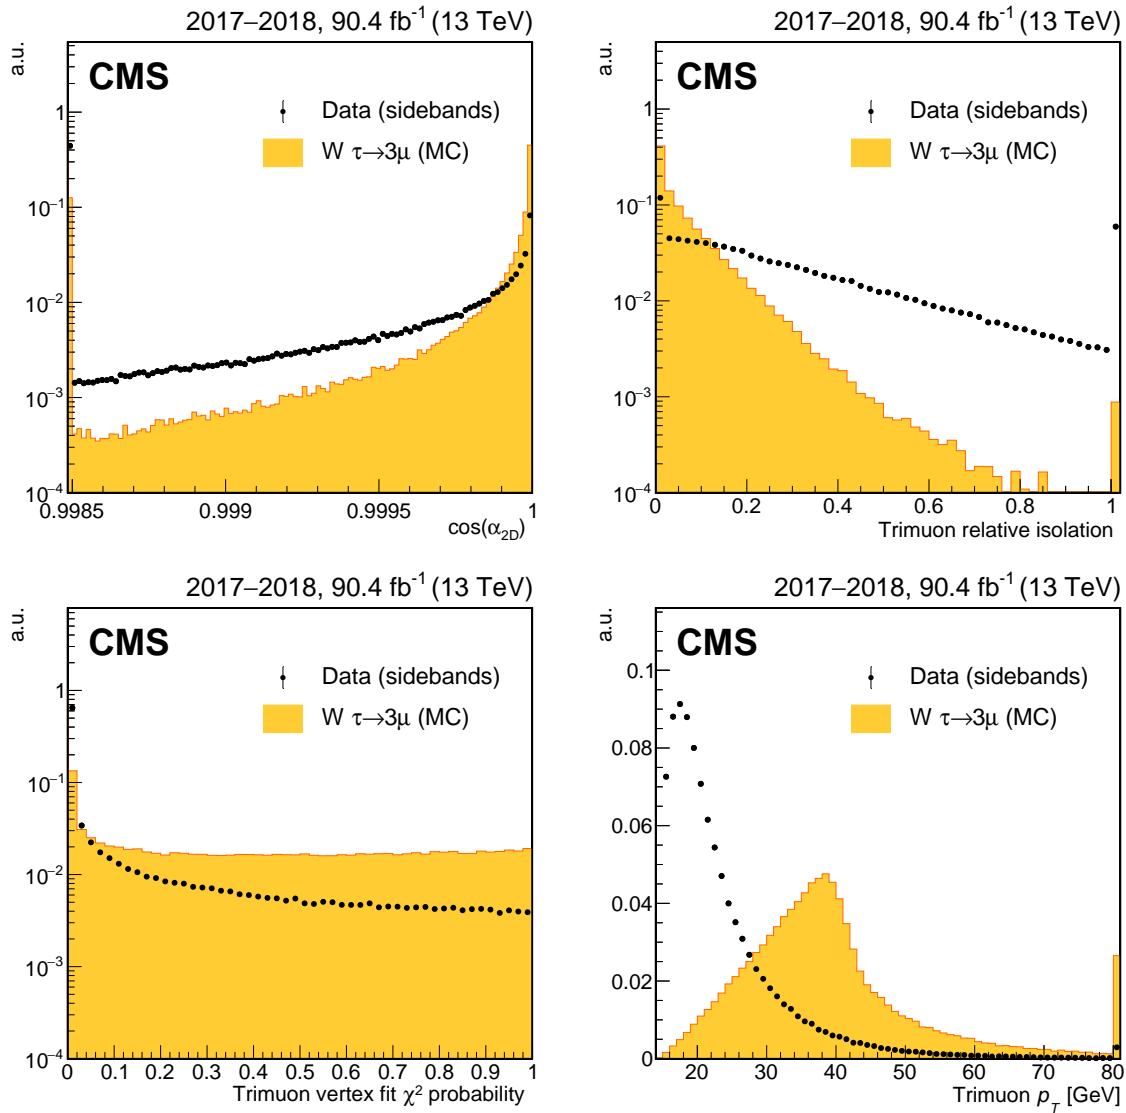 2017–2018, 90.4 fb⁻¹ (13 TeV)
a.u.
CMS
Data (sidebands)
W τ→3μ (MC)
1
10⁻¹
10⁻²
10⁻³
10⁻⁴
0.9985 0.999 0.9995 1
cos(α₂D)
2017–2018, 90.4 fb⁻¹ (13 TeV)
a.u.
CMS
Data (sidebands)
W τ→3μ (MC)
1
10⁻¹
10⁻²
10⁻³
10⁻⁴
0 0.2 0.4 0.6 0.8 1
Trimuon relative isolation
2017–2018, 90.4 fb⁻¹ (13 TeV)
a.u.
CMS
Data (sidebands)
W τ→3μ (MC)
1
10⁻¹
10⁻²
10⁻³
10⁻⁴
0 0.1 0.2 0.3 0.4 0.5 0.6 0.7 0.8 0.9 1
Trimuon vertex fit χ² probability
2017–2018, 90.4 fb⁻¹ (13 TeV)
a.u.
CMS
Data (sidebands)
W τ→3μ (MC)
0.1
0.08
0.06
0.04
0.02
0
20 30 40 50 60 70 80
Trimuon p_T [GeV]